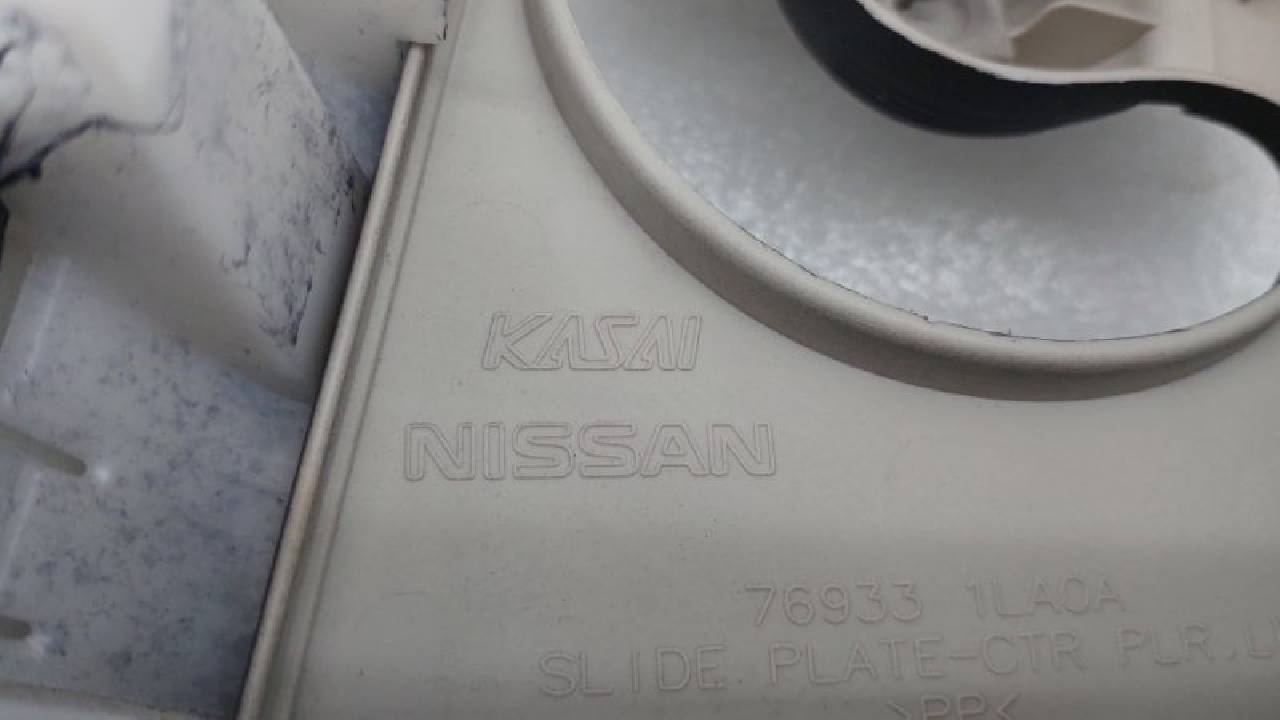 KASAI
NISSAN
76933 1LA0A
SLIDE PLATE-CTR PLR.L
>PP<